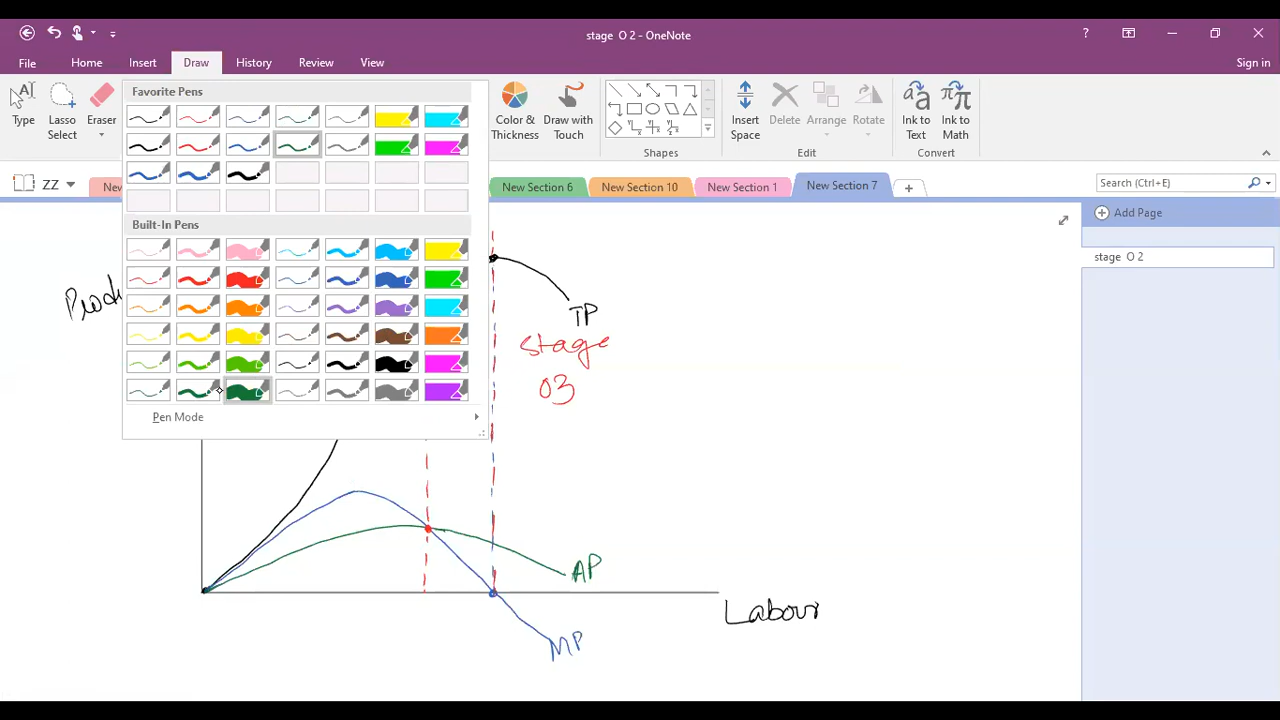 stage O 2 - OneNote
File Home Insert Draw History Review View Sign in
Type Lasso Select Eraser
Favorite Pens
Built-In Pens
Pen Mode
Color & Thickness Draw with Touch Insert Space Delete Arrange Rotate Ink to Text Ink to Math
Shapes Edit Convert
ZZ Ne New Section 6 New Section 10 New Section 1 New Section 7 Search (Ctrl+E)
Add Page
stage O 2
TP
Stage
03
AP
Labour
MP